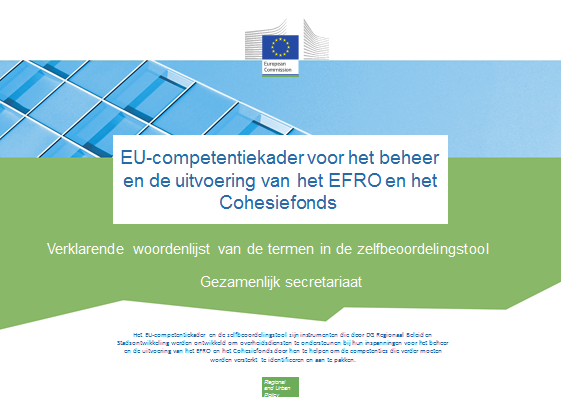 European
Commission
EU-competentiekader voor het beheer
en de uitvoering van het EFRO en het
Cohesiefonds
Verklarende woordenlijst van de termen in de zelfbeoordelingstool
Gezamenlijk secretariaat
Het EU-competentiekader en de zelfbeoordelingstool zijn instrumenten die door DG Regionaal Beleid en
Stadsontwikkeling werden ontwikkeld om overheidsdiensten te ondersteunen bij hun inspanningen voor het beheer
en de uitvoering van het EFRO en het Cohesiefonds door hen te helpen om de competenties die verder moeten
worden versterkt te identificeren en aan te pakken.
Regional
and Urban
Policy